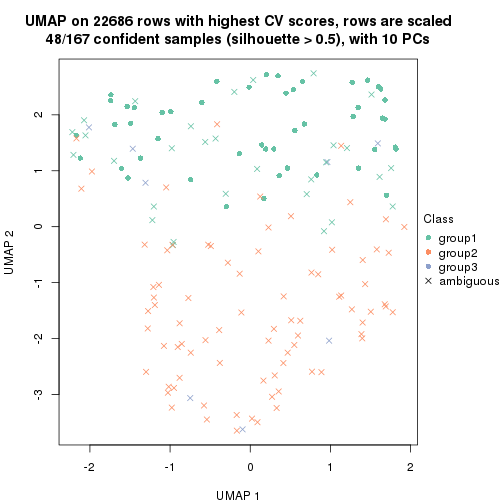 UMAP on 22686 rows with highest CV scores, rows are scaled
48/167 confident samples (silhouette > 0.5), with 10 PCs
2
1
0
-1
-2
-3
UMAP 2
-2
-1
0
1
2
UMAP 1
Class
group1
group2
group3
ambiguous